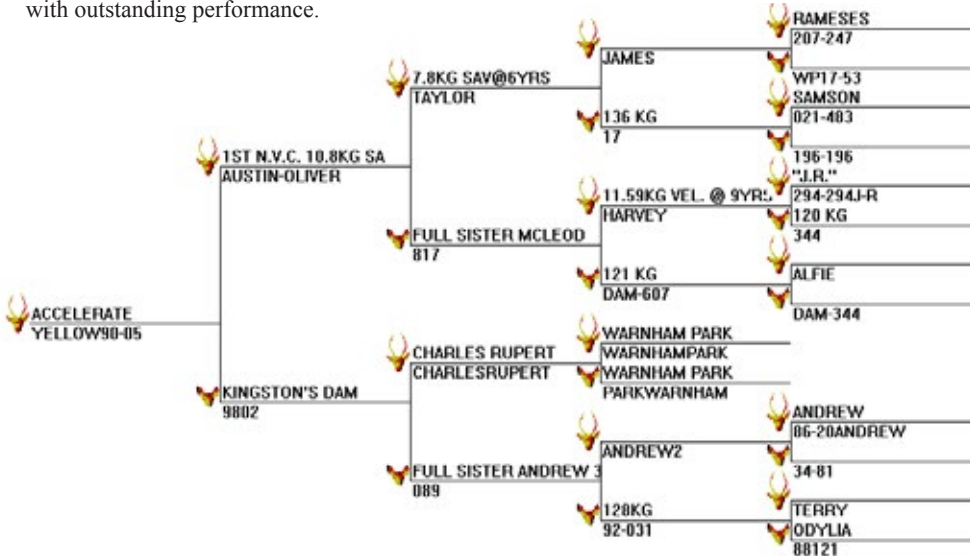 with outstanding performance.
RAMESES
207-247
JAMES
WP17-53
7.8KG SAV@6YRS
SAMSON
TAYLOR
136 KG
021-483
17
196-196
1ST N.V.C. 10.8KG SA
"J.R."
AUSTIN-OLIVER
11.59KG VEL. @ 9YRS
294-294J-R
HARVEY
120 KG
FULL SISTER MCLEOD
344
817
121 KG
ALFIE
DAM-607
ACCELERATE
DAM-344
YELLOW90-05
WARNHAM PARK
CHARLES RUPERT
WARNHAMPARK
CHARLESRUPERT
WARNHAM PARK
KINGSTON'S DAM
PARKWARNHAM
9802
ANDREW
86-20ANDREW
ANDREW2
FULL SISTER ANDREW 3
34-81
089
128KG
TERRY
92-031
ODYLIA
88121